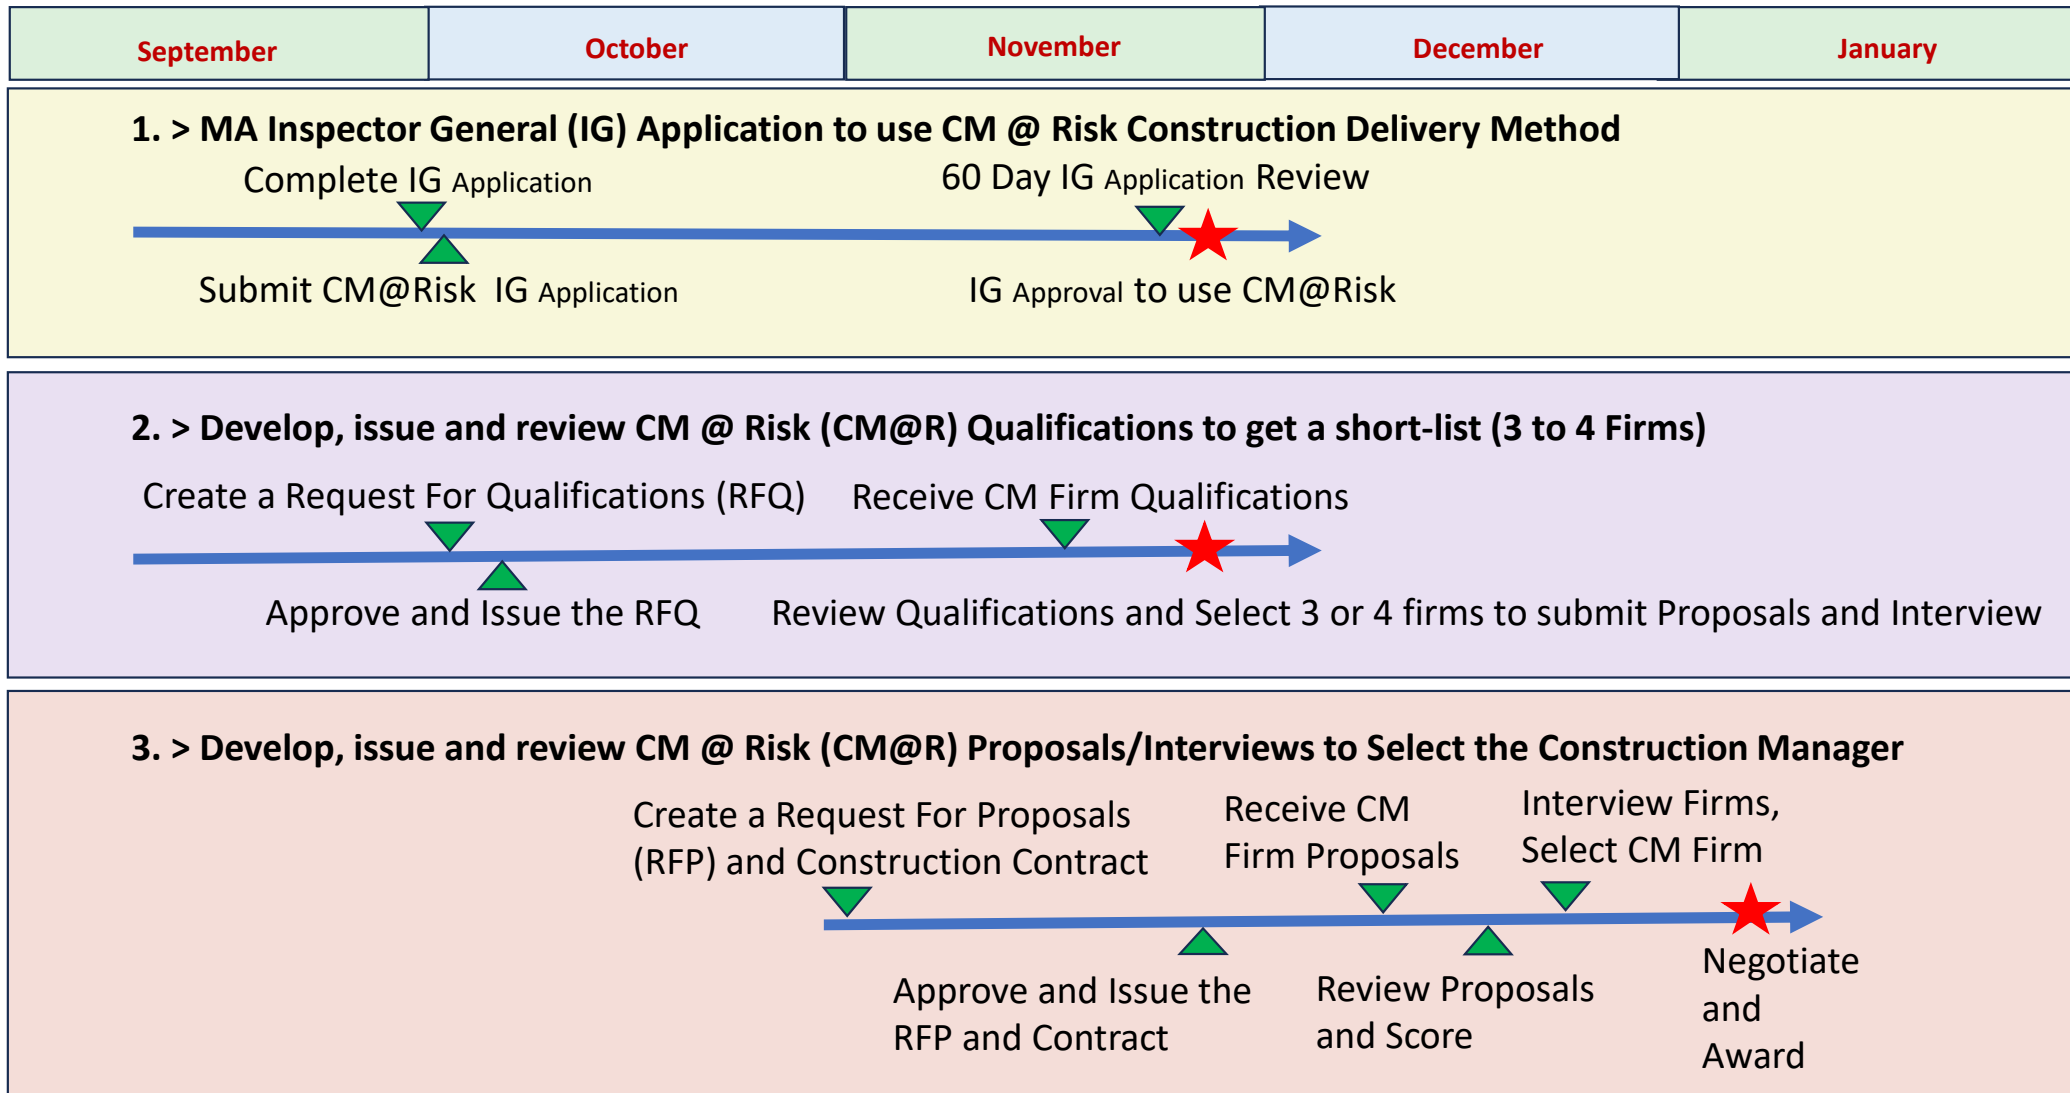 September
October
November
December
January
1. > MA Inspector General (IG) Application to use CM @ Risk Construction Delivery Method
Complete IG Application
60 Day IG Application Review
Submit CM@Risk IG Application
IG Approval to use CM@Risk
2. > Develop, issue and review CM @ Risk (CM@R) Qualifications to get a short-list (3 to 4 Firms)
Create a Request For Qualifications (RFQ)
Receive CM Firm Qualifications
Approve and Issue the RFQ
Review Qualifications and Select 3 or 4 firms to submit Proposals and Interview
3. > Develop, issue and review CM @ Risk (CM@R) Proposals/Interviews to Select the Construction Manager
Create a Request For Proposals
(RFP) and Construction Contract
Receive CM
Firm Proposals
Interview Firms,
Select CM Firm
Approve and Issue the
RFP and Contract
Review Proposals
and Score
Negotiate
and
Award